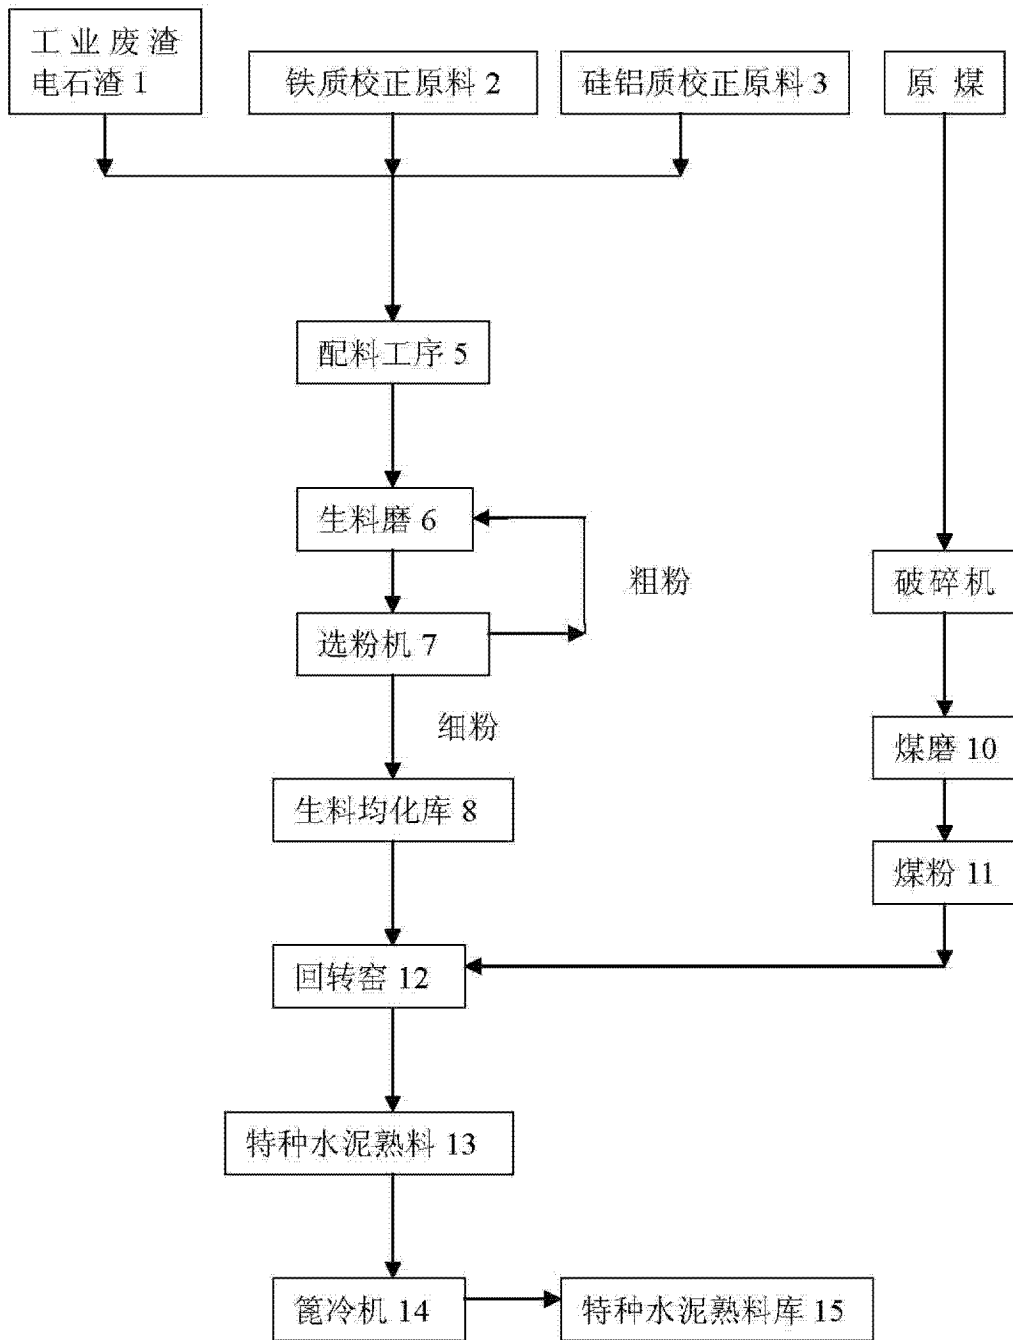 工业废渣
电石渣 1
铁质校正原料 2
硅铝质校正原料 3
原 煤
配料工序 5
生料磨 6
粗粉
破碎机
选粉机 7
细粉
煤磨 10
生料均化库 8
煤粉 11
回转窑 12
特种水泥熟料 13
篦冷机 14
特种水泥熟料库 15